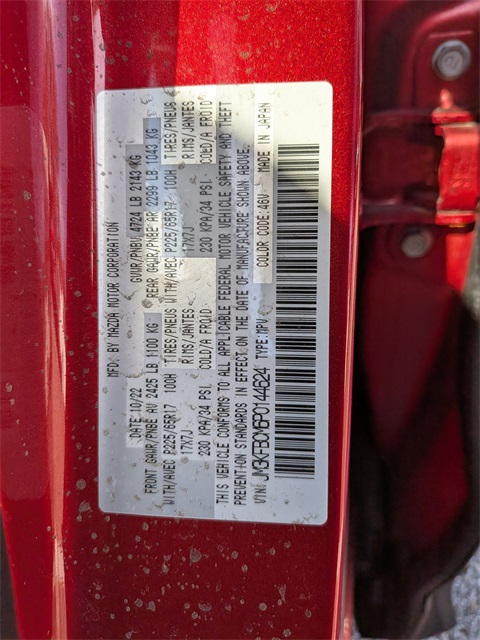 MFD. BY MAZDA MOTOR CORPORATION
DATE: 10/22 GVWR/PNBV 4724 LB 2143 KG
FRONT GAWR/PNBE AV 2425 LB 1100 KG REAR GAWR/PNBE AR 2299 LB 1043 KG
WITH/AVEC P225/65R17 100H TIRES/PNEUS WITH/AVEC P225/65R17 100H TIRES/PNEUS
17X7J RIMS/JANTES 17X7J RIMS/JANTES
230 KPA/34 PSI. COLD/A FROID 230 KPA/34 PSI. COLD/A FROID
THIS VEHICLE CONFORMS TO ALL APPLICABLE FEDERAL MOTOR VEHICLE SAFETY AND THEFT
PREVENTION STANDARDS IN EFFECT ON THE DATE OF MANUFACTURE SHOWN ABOVE.
VIN: JM3KFBCM6P0144624 TYPE:MPV COLOR CODE:46V MADE IN JAPAN